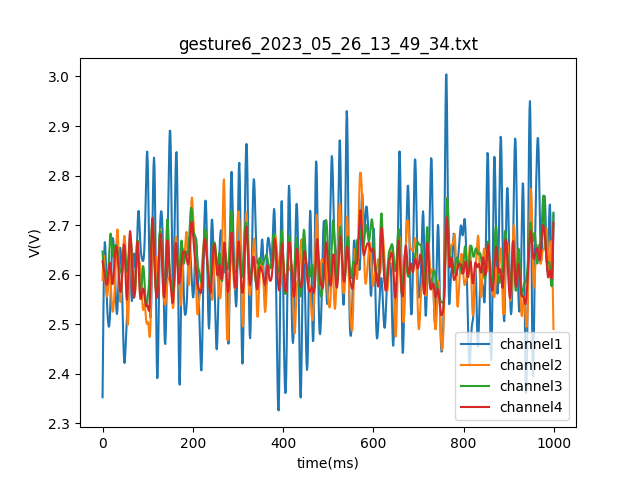 gesture6_2023_05_26_13_49_34.txt
3.0
2.9
2.8
2.7
2.6
2.5
2.4
2.3
V(V)
channel1
channel2
channel3
channel4
0 200 400 600 800 1000
time(ms)